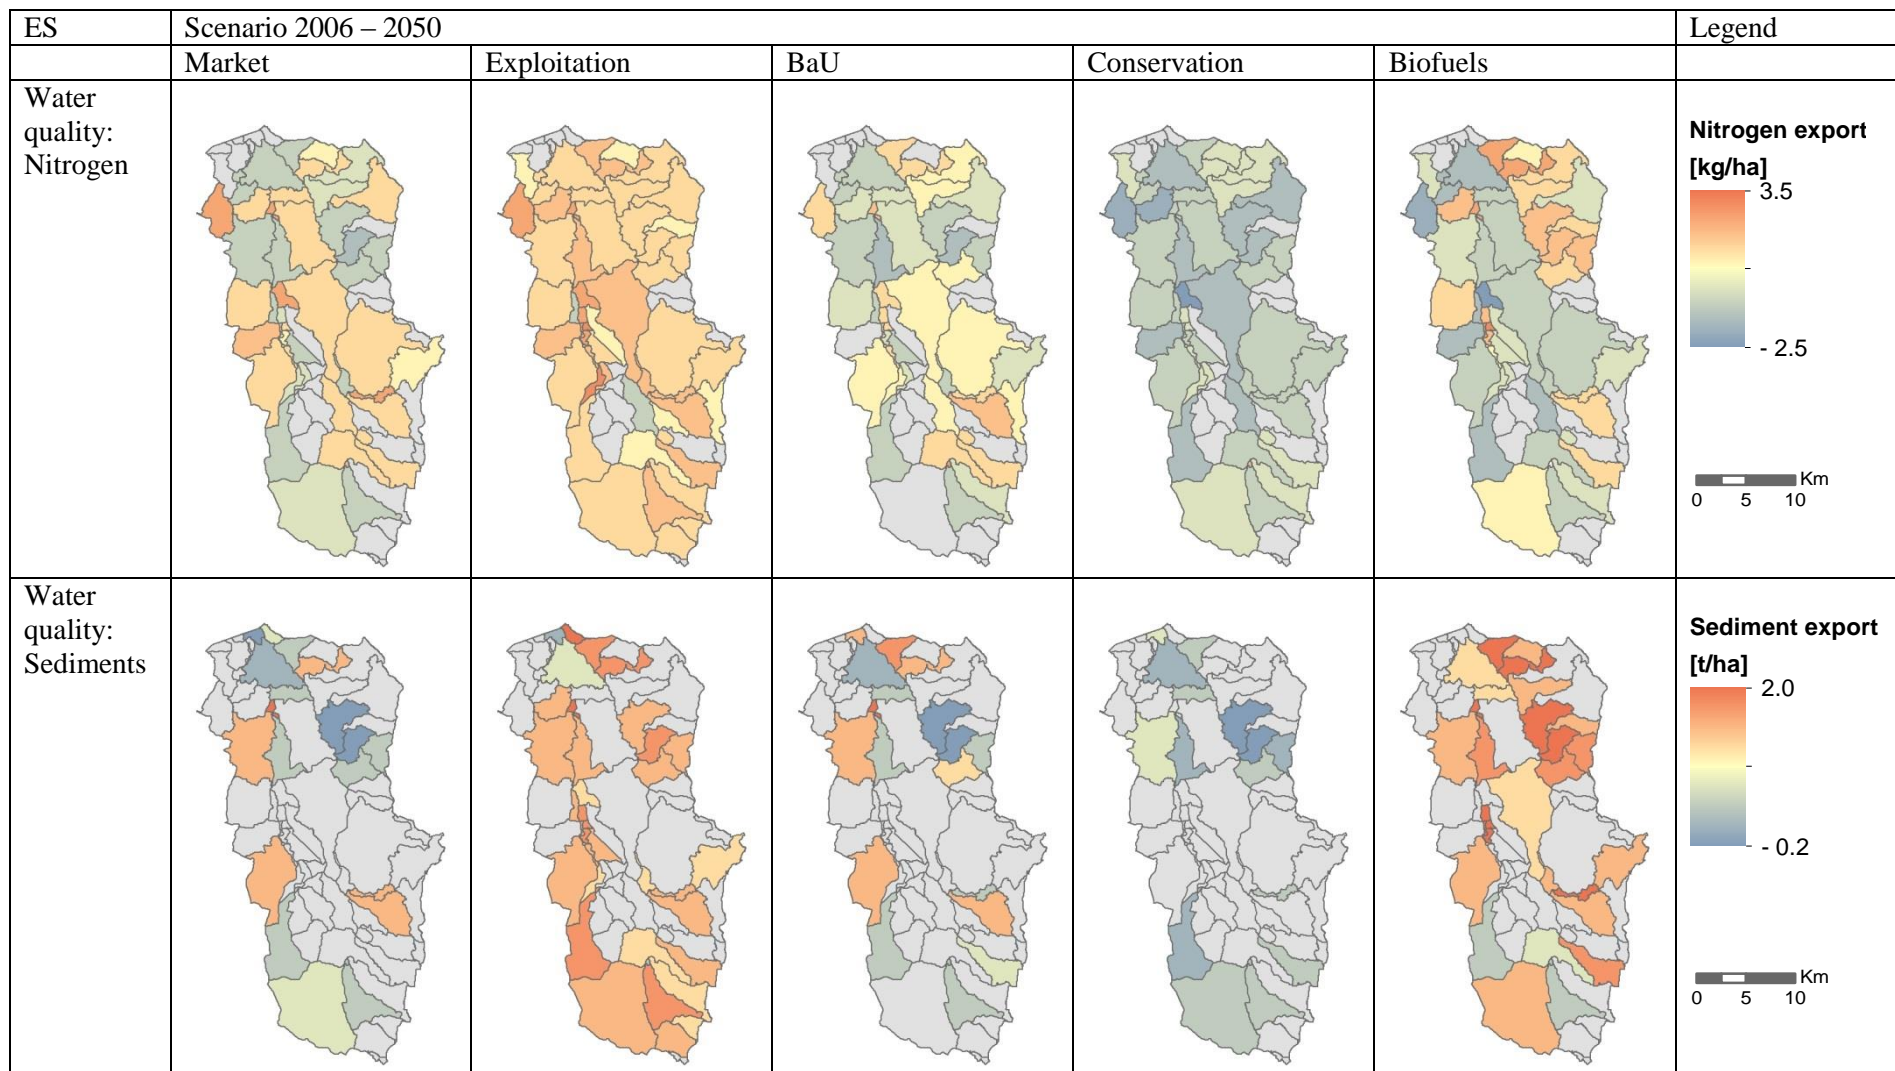 ES
Scenario 2006 – 2050
Legend
Market
Exploitation
BaU
Conservation
Biofuels
Water
quality:
Nitrogen
Nitrogen export
[kg/ha]
3.5
- 2.5
Km
0 5 10
Water
quality:
Sediments
Sediment export
[t/ha]
2.0
- 0.2
Km
0 5 10